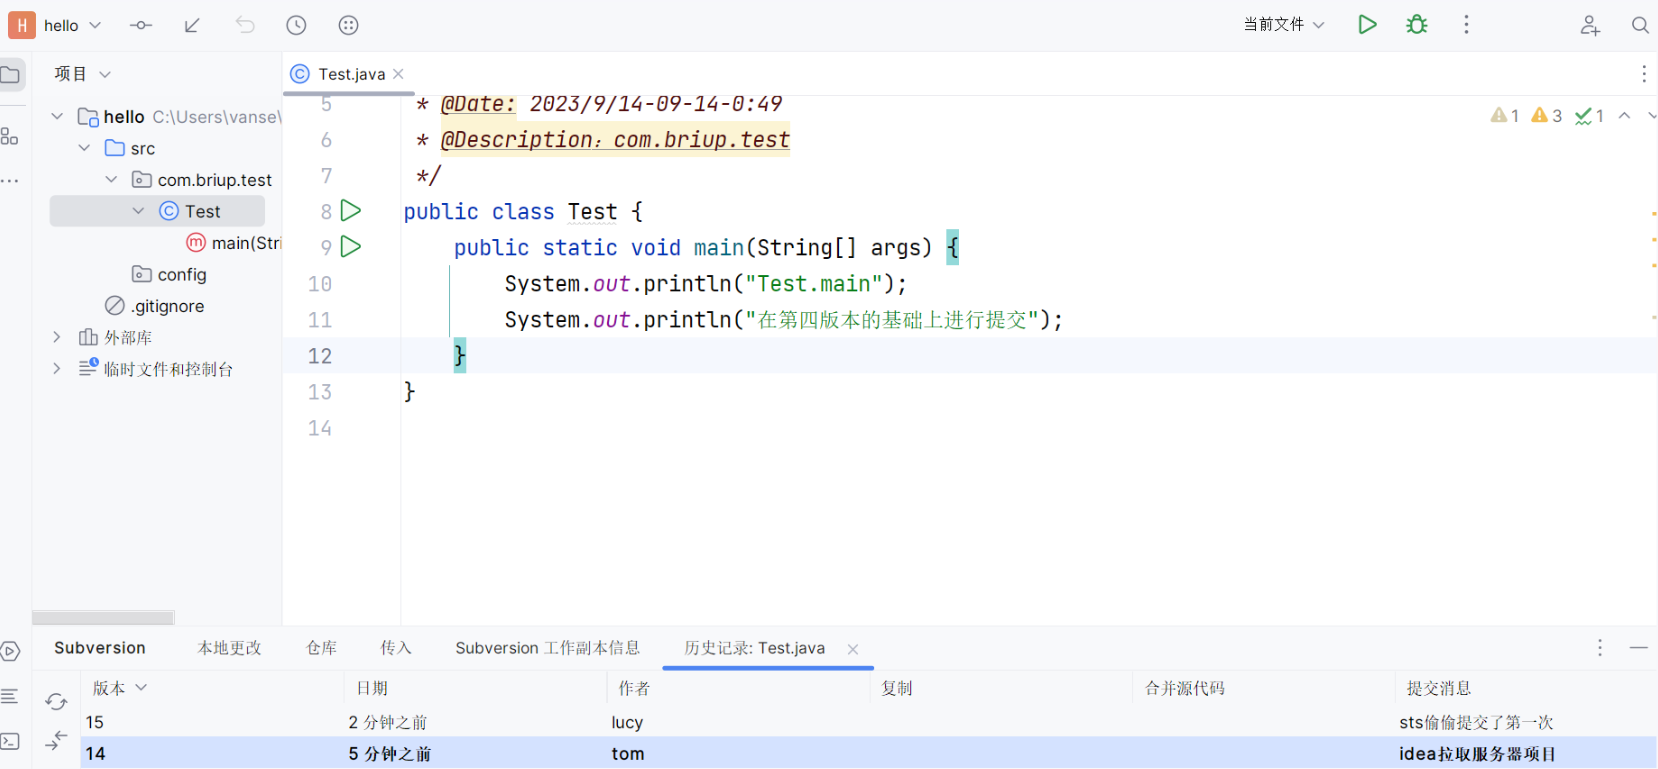 H hello 当前文件
项目 Test.java
hello C:\Users\vanse\
src
com.briup.test
Test
main(Stri
config
.gitignore
外部库
临时文件和控制台
1 3 1
5 * @Date: 2023/9/14-09-14-0:49
6 * @Description：com.briup.test
7 */
8 public class Test {
9 public static void main(String[] args) {
10 System.out.println("Test.main");
11 System.out.println("在第四版本的基础上进行提交");
12 }
13 }
14
Subversion 本地更改 仓库 传入 Subversion 工作副本信息 历史记录: Test.java
版本 日期 作者 复制 合并源代码 提交消息
15 2 分钟之前 lucy sts偷偷提交了第一次
14 5 分钟之前 tom idea拉取服务器项目